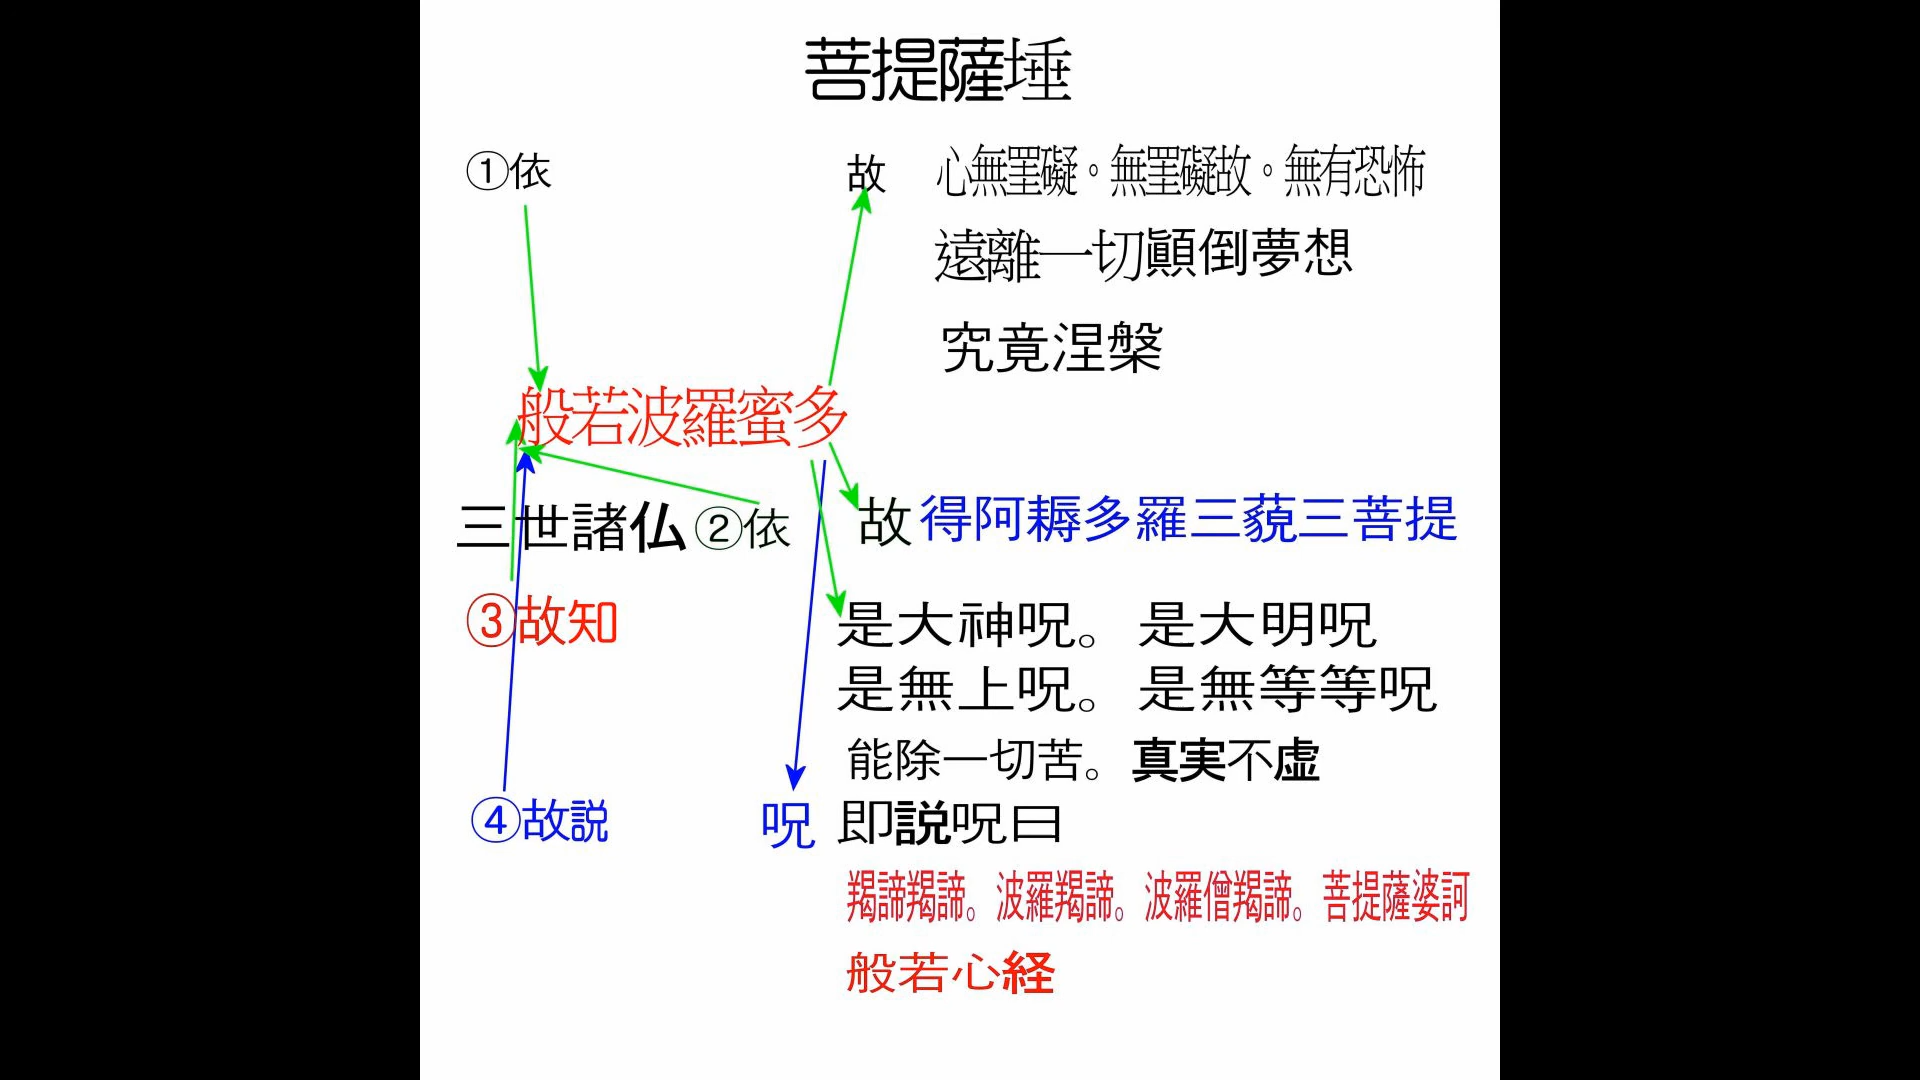 菩提薩埵
①依
故 心無罣礙。無罣礙故。無有恐怖
遠離一切顚倒夢想
究竟涅槃
般若波羅蜜多
三世諸仏②依 故得阿耨多羅三藐三菩提
③故知 是大神呪。是大明呪
是無上呪。是無等等呪
能除一切苦。真実不虚
④故説 呪 即説呪曰
羯諦羯諦。波羅羯諦。波羅僧羯諦。菩提薩婆訶
般若心経